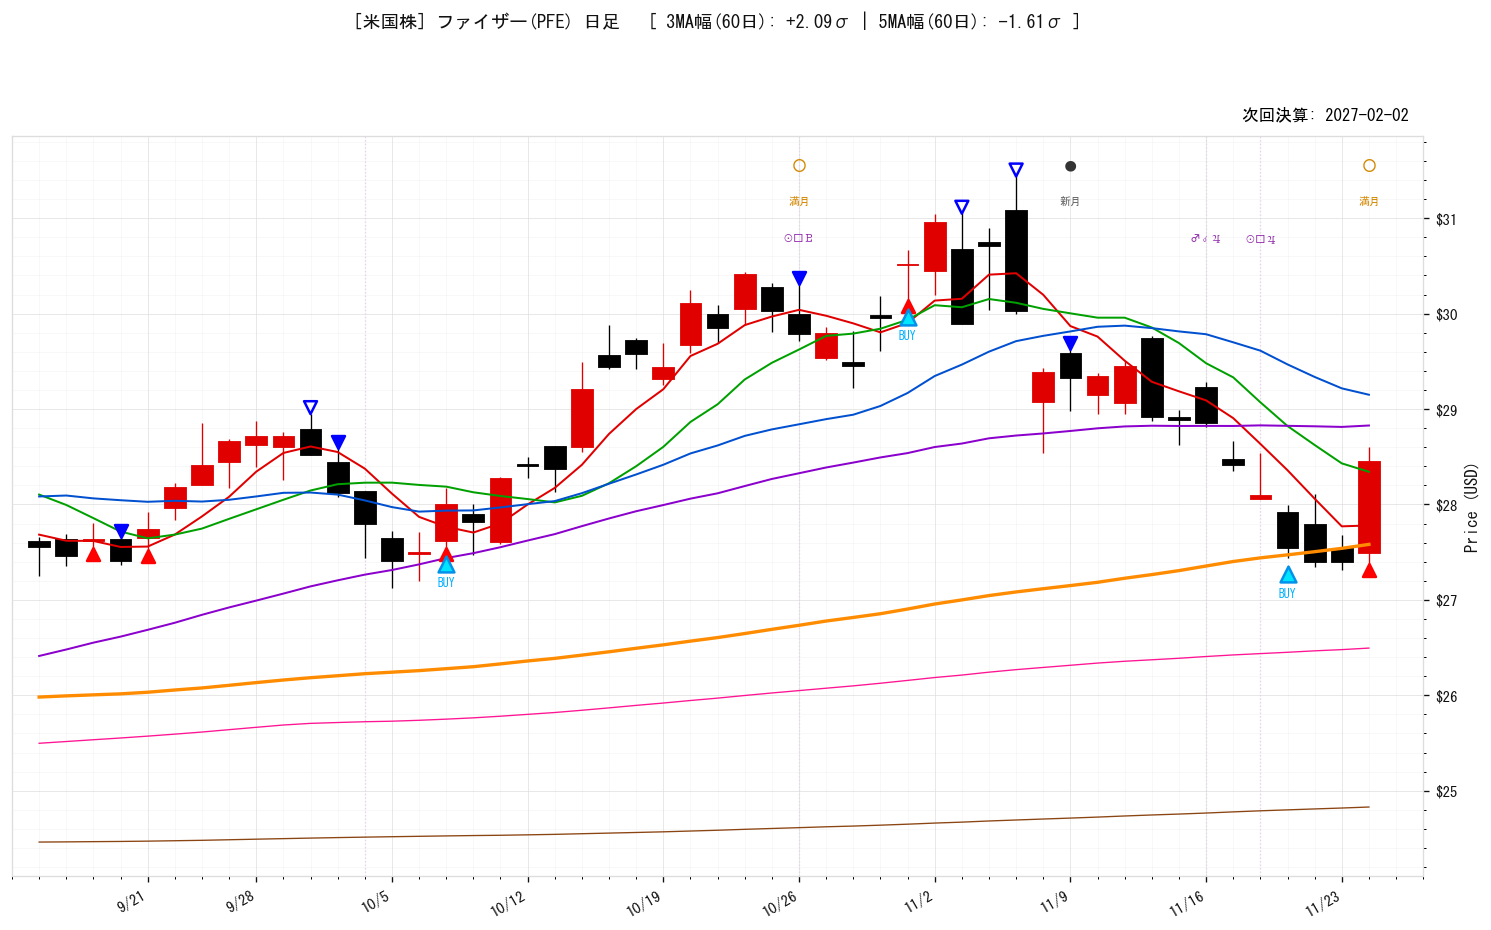 [米国株] ファイザー(PFE) 日足 [ 3MA幅(60日): +2.09σ | 5MA幅(60日): -1.61σ ]
次回決算: 2027-02-02
満月
新月
満月
☉□♇
♂☌♃
☉□♃
BUY
BUY
BUY
$31
$30
$29
$28
$27
$26
$25
Price (USD)
9/21
9/28
10/5
10/12
10/19
10/26
11/2
11/9
11/16
11/23